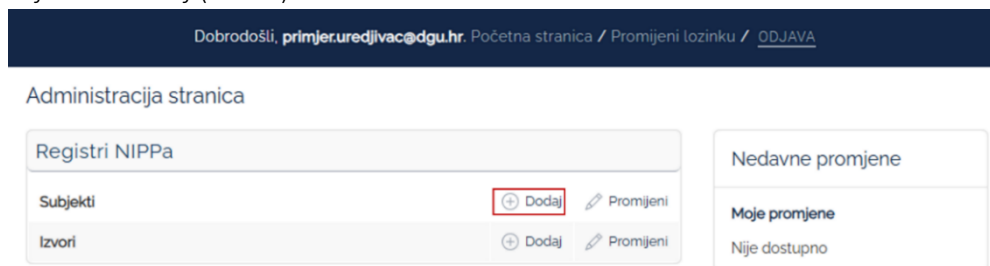 Dobrodošli, primjer.uredjivac@dgu.hr. Početna stranica / Promijeni lozinku / ODJAVA
Administracija stranica
Registri NIPPa
Subjekti Dodaj Promijeni
Izvori Dodaj Promijeni
Nedavne promjene
Moje promjene
Nije dostupno